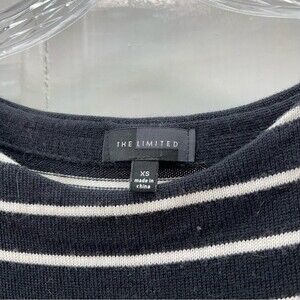 THE LIMITED
XS
made in
china